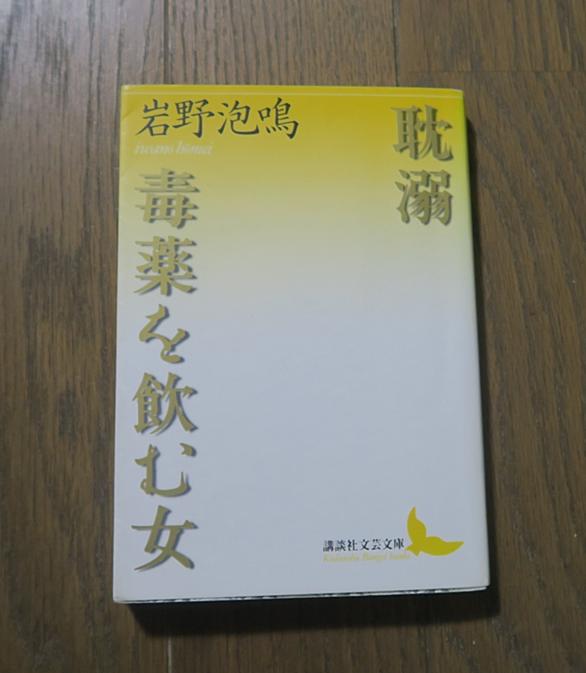 耽溺
毒薬を飲む女
岩野泡鳴
iwano hōmei
講談社文芸文庫
Kodansha Bungei bunko